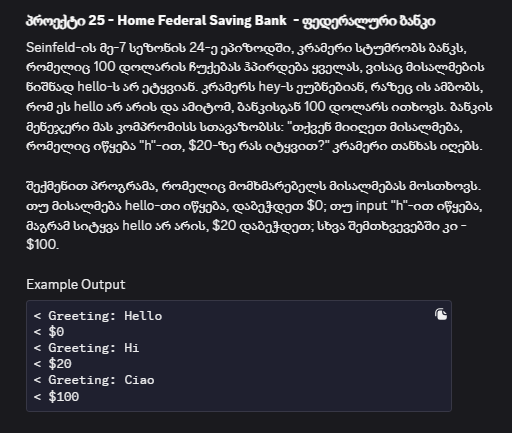 პროექტი 25 - Home Federal Saving Bank - ფედერალური ბანკი
Seinfeld-ის მე-7 სეზონის 24-ე ეპიზოდში, კრამერი სტუმრობს ბანკს,
რომელიც 100 დოლარის ჩუქებას ჰპირდება ყველას, ვისაც მისალმების
ნიშნად hello-ს არ ეტყვიან. კრამერს hey-ს ეუბნებიან, რაზეც ის ამბობს,
რომ ეს hello არ არის და ამიტომ, ბანკისგან 100 დოლარს ითხოვს. ბანკის
მენეჯერი მას კომპრომისს სთავაზობსს: "თქვენ მიიღეთ მისალმება,
რომელიც იწყება "h"-ით, $20-ზე რას იტყვით?" კრამერი თანხას იღებს.
შექმენით პროგრამა, რომელიც მომხმარებელს მისალმებას მოსთხოვს.
თუ მისალმება hello-თი იწყება, დაბეჭდეთ $0; თუ input "h"-ით იწყება,
მაგრამ სიტყვა hello არ არის, $20 დაბეჭდეთ; სხვა შემთხვევებში კი -
$100.
Example Output
< Greeting: Hello
< $0
< Greeting: Hi
< $20
< Greeting: Ciao
< $100